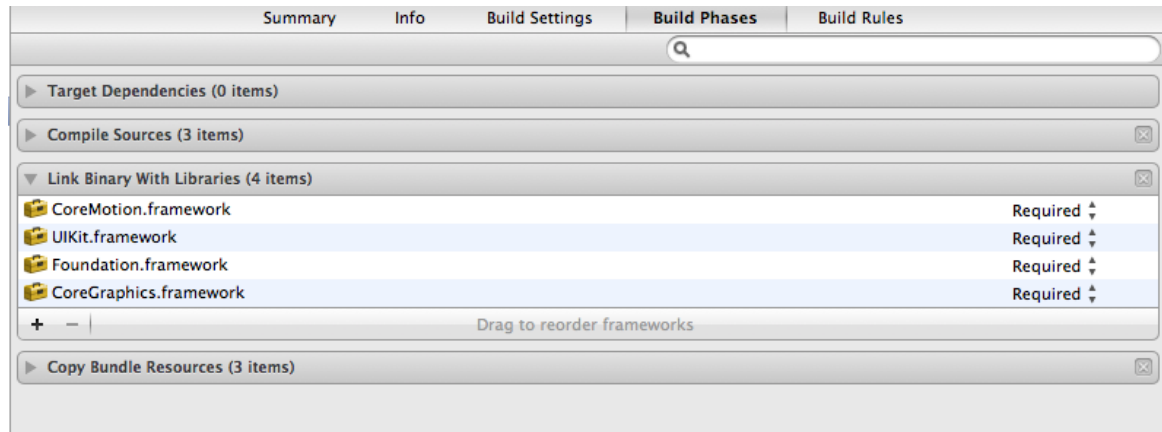 Summary Info Build Settings Build Phases Build Rules
Target Dependencies (0 items)
Compile Sources (3 items)
Link Binary With Libraries (4 items)
CoreMotion.framework Required
UIKit.framework Required
Foundation.framework Required
CoreGraphics.framework Required
+ − Drag to reorder frameworks
Copy Bundle Resources (3 items)